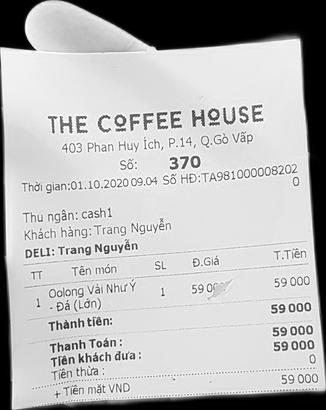 THE COFFEE HOUSE
403 Phan Huy Ích, P.14, Q.Gò Vấp
Số: 370
Thời gian:01.10.2020 09.04 Số HĐ:TA981000008202
0
Thu ngân: cash1
Khách hàng: Trang Nguyễn
DELI: Trang Nguyễn
TT Tên món SL Đ.Giá T.Tiền
1 Oolong Vải Như Ý 1 59 000 59 000
- Đá (Lớn)
Thành tiền: 59 000
Thanh Toán : 59 000
Tiền khách đưa : 59 000
Tiền thừa : 0
+ Tiền mặt VND 59 000